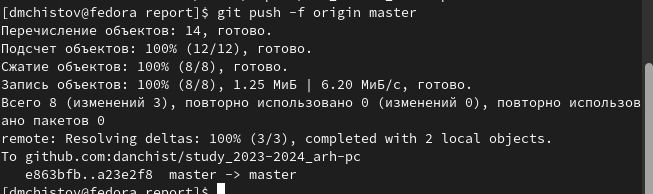 [dmchistov@fedora report]$ git push -f origin master
Перечисление объектов: 14, готово.
Подсчет объектов: 100% (12/12), готово.
Сжатие объектов: 100% (8/8), готово.
Запись объектов: 100% (8/8), 1.25 МиБ | 6.20 МиБ/с, готово.
Всего 8 (изменений 3), повторно использовано 0 (изменений 0), повторно использов
ано пакетов 0
remote: Resolving deltas: 100% (3/3), completed with 2 local objects.
To github.com:danchist/study_2023-2024_arh-pc
   e863bfb..a23e2f8  master -> master
[dmchistov@fedora report]$